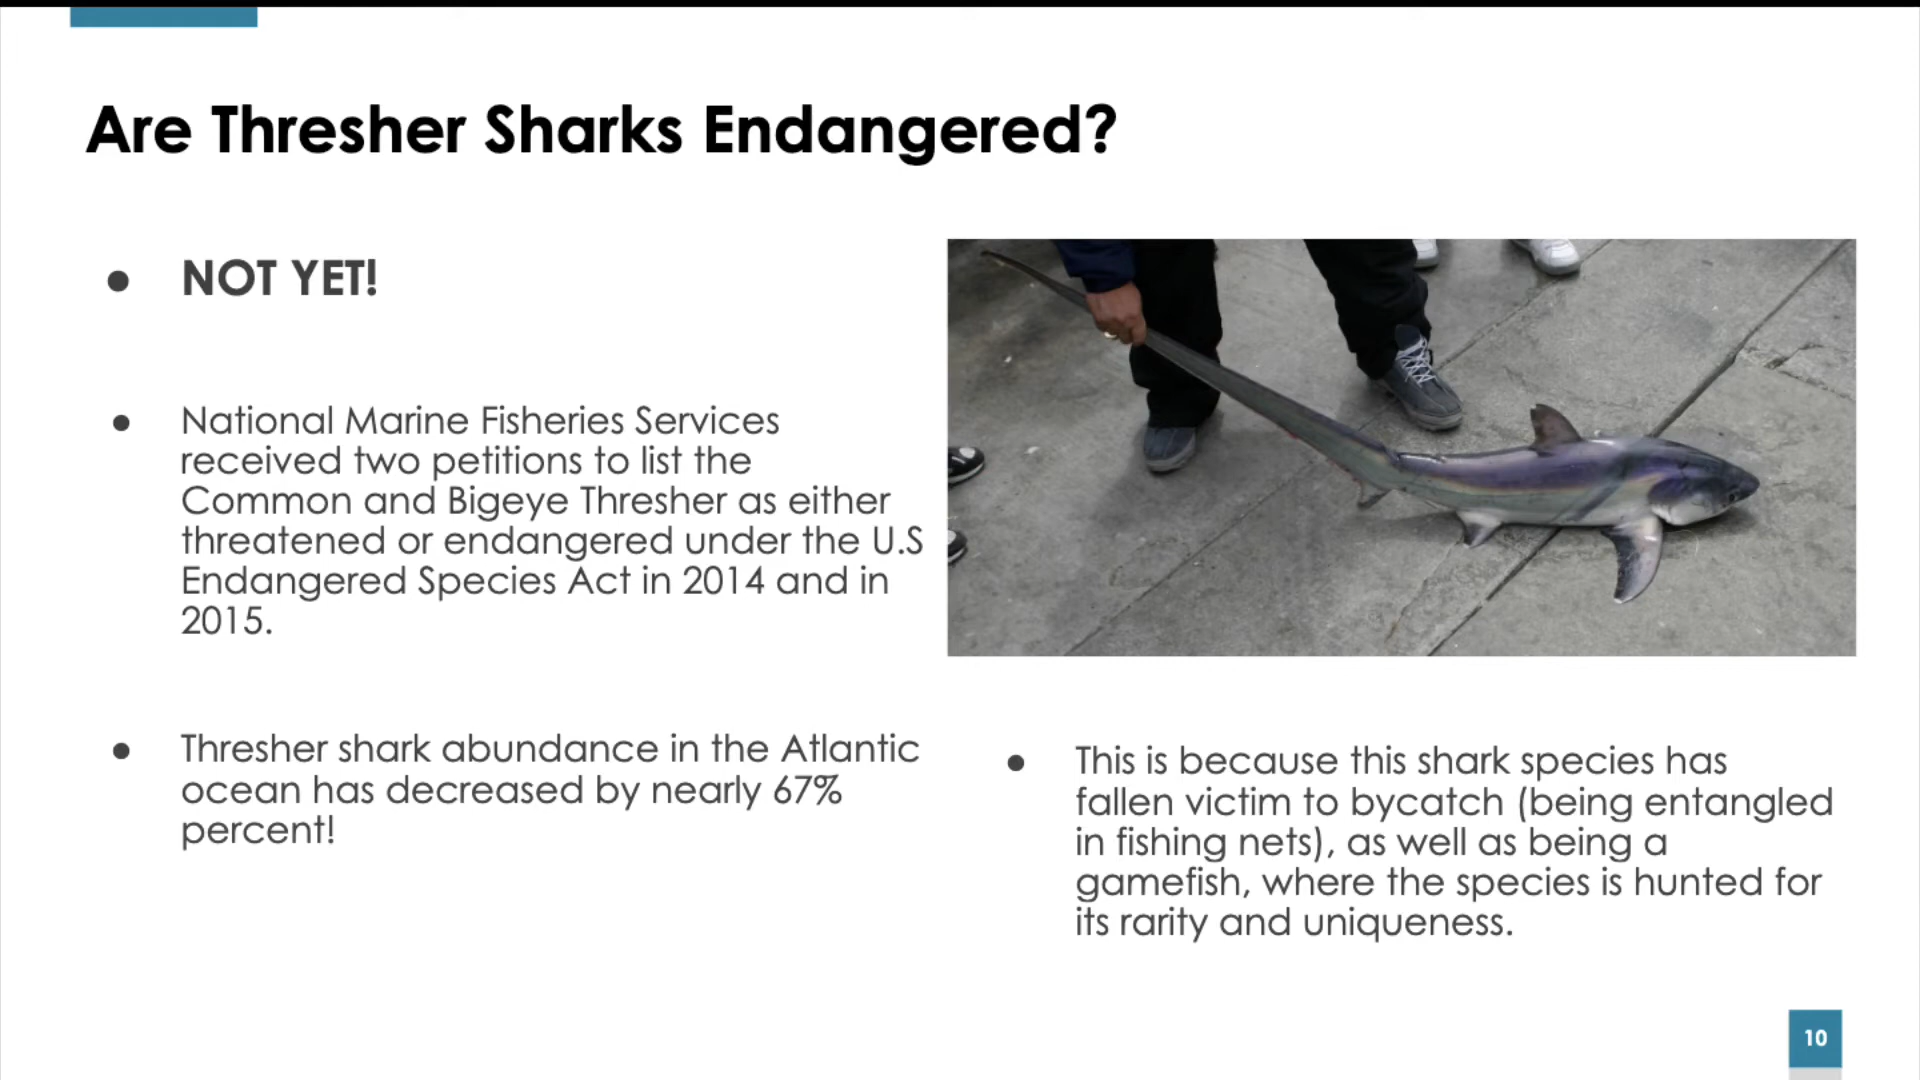 Are Thresher Sharks Endangered?
● NOT YET!
● National Marine Fisheries Services
received two petitions to list the
Common and Bigeye Thresher as either
threatened or endangered under the U.S
Endangered Species Act in 2014 and in
2015.
● Thresher shark abundance in the Atlantic
ocean has decreased by nearly 67%
percent!
● This is because this shark species has
fallen victim to bycatch (being entangled
in fishing nets), as well as being a
gamefish, where the species is hunted for
its rarity and uniqueness.
10